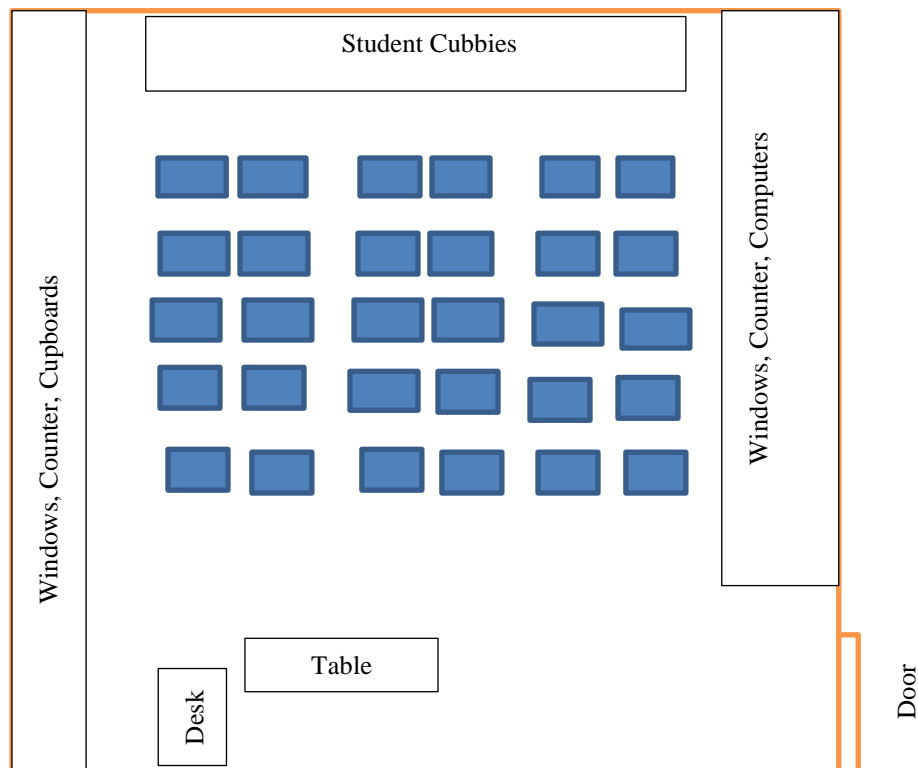 Student Cubbies
Windows, Counter, Cupboards
Windows, Counter, Computers
Table
Desk
Door